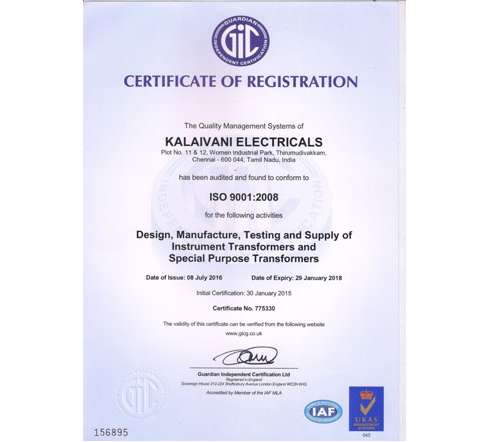 GUARDIAN
GIC
INDEPENDENT CERTIFICATION
CERTIFICATE OF REGISTRATION
The Quality Management Systems of
KALAIVANI ELECTRICALS
Plot No. 11 & 12, Women Industrial Park, Thirumudivakkam,
Chennai - 600 044, Tamil Nadu, India
has been audited and found to conform to
ISO 9001:2008
for the following activities
Design, Manufacture, Testing and Supply of
Instrument Transformers and
Special Purpose Transformers
Date of Issue: 08 July 2016 Date of Expiry: 29 January 2018
Initial Certification: 30 January 2015
Certificate No. 775330
The validity of this certificate can be verified from the following website
www.gicg.co.uk
Guardian Independent Certification Ltd
Registered in England
Sovereign House 212-224 Shaftesbury Avenue London England WC2H 8HQ
Accredited by Member of the IAF MLA
IAF
UKAS
MANAGEMENT
SYSTEMS
045
156895